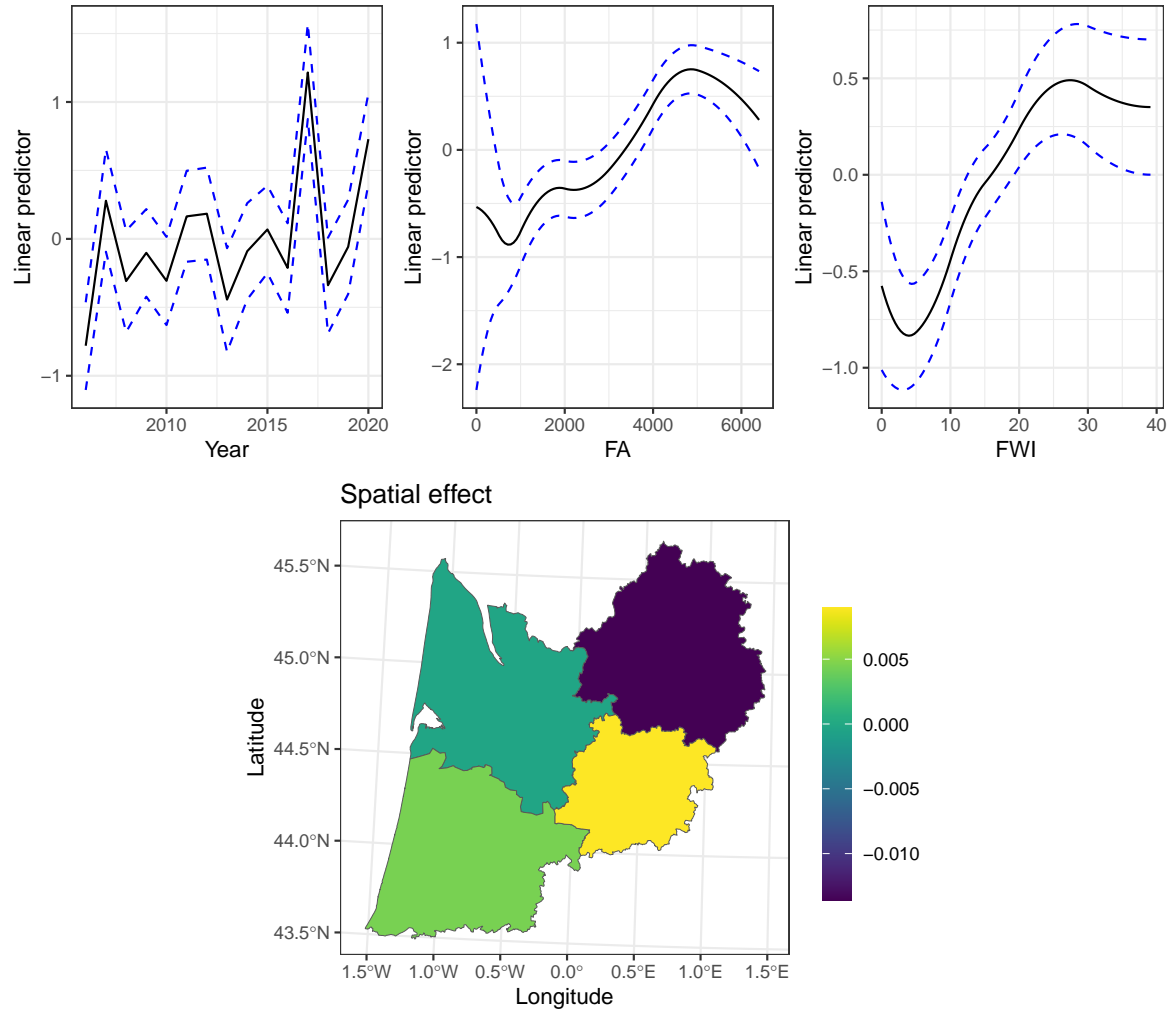 Linear predictor
1
0
−1
2010
2015
2020
Year
Linear predictor
1
0
−1
−2
0
2000
4000
6000
FA
Linear predictor
0.5
0.0
−0.5
−1.0
0
10
20
30
40
FWI
Spatial effect
Latitude
45.5°N
45.0°N
44.5°N
44.0°N
43.5°N
1.5°W
1.0°W
0.5°W
0.0°
0.5°E
1.0°E
1.5°E
Longitude
0.005
0.000
−0.005
−0.010